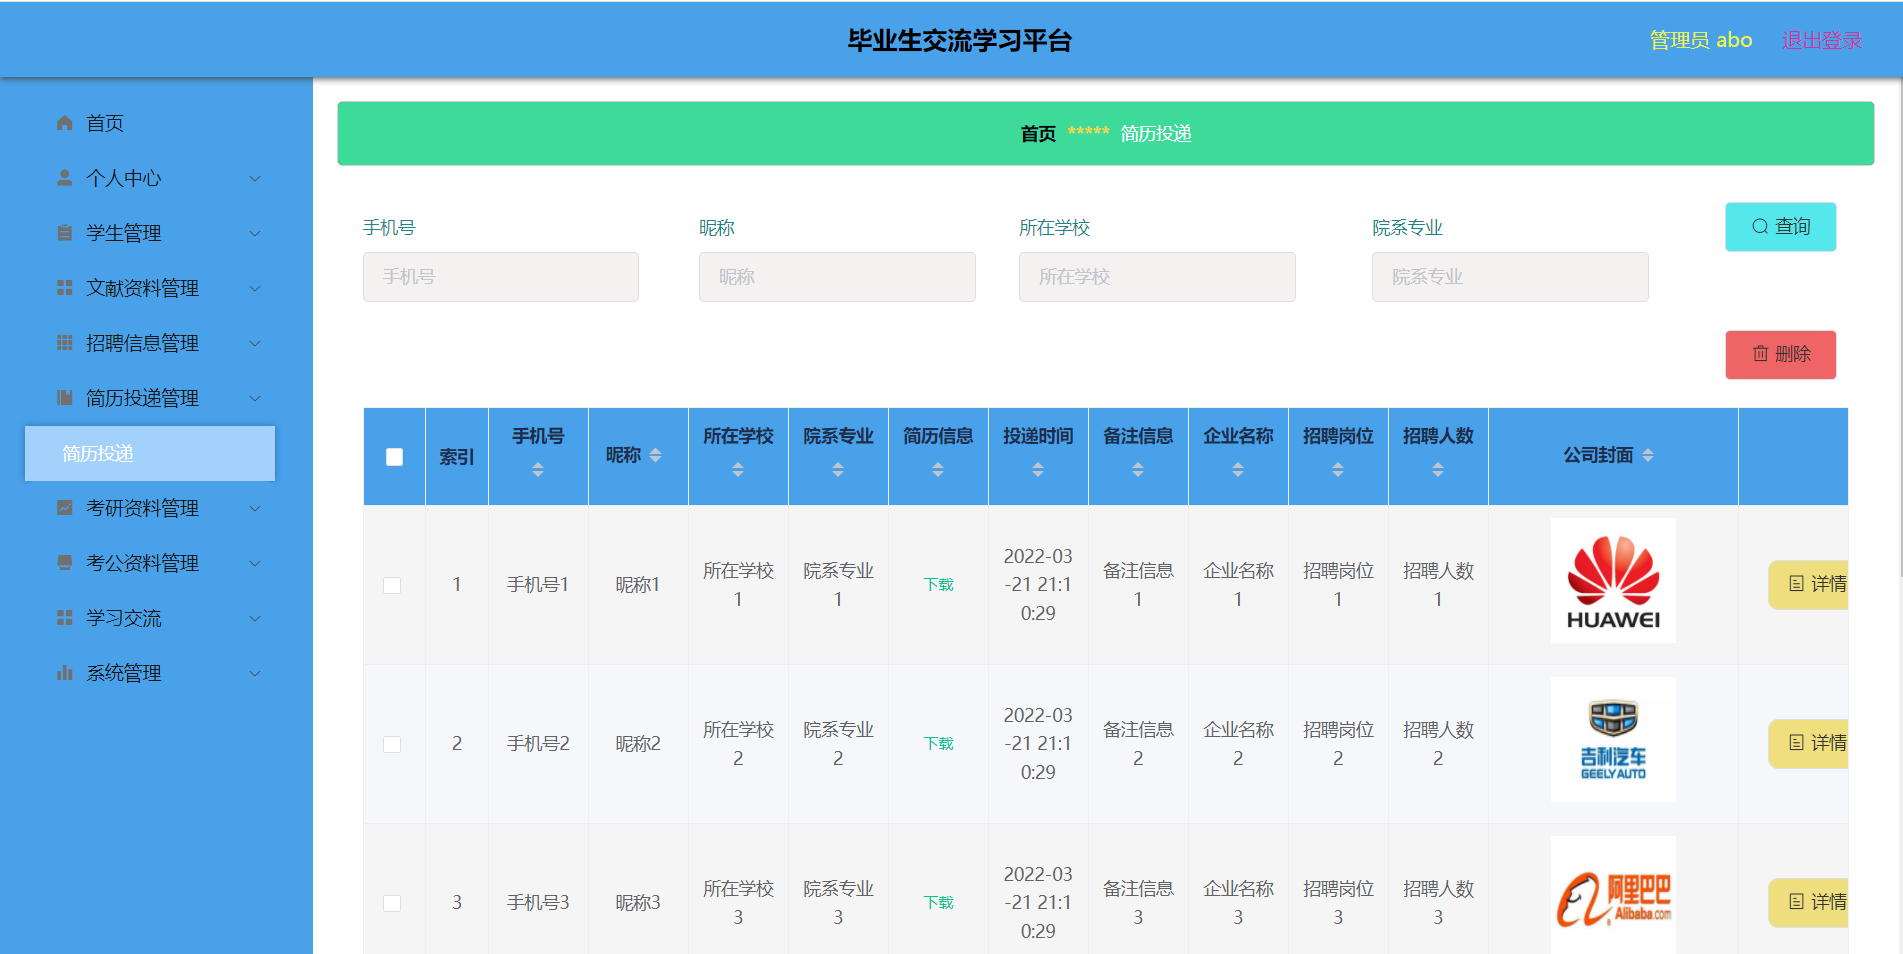 毕业生交流学习平台
管理员 abo
退出登录
首页
个人中心
学生管理
文献资料管理
招聘信息管理
简历投递管理
简历投递
考研资料管理
考公资料管理
学习交流
系统管理
首页 ***** 简历投递
手机号
昵称
所在学校
院系专业
手机号
昵称
所在学校
院系专业
查询
删除
索引
手机号
昵称
所在学校
院系专业
简历信息
投递时间
备注信息
企业名称
招聘岗位
招聘人数
公司封面
1
手机号1
昵称1
所在学校
1
院系专业
1
下载
2022-03
-21 21:1
0:29
备注信息
1
企业名称
1
招聘岗位
1
招聘人数
1
HUAWEI
详情
2
手机号2
昵称2
所在学校
2
院系专业
2
下载
2022-03
-21 21:1
0:29
备注信息
2
企业名称
2
招聘岗位
2
招聘人数
2
吉利汽车
GEELY AUTO
详情
3
手机号3
昵称3
所在学校
3
院系专业
3
下载
2022-03
-21 21:1
0:29
备注信息
3
企业名称
3
招聘岗位
3
招聘人数
3
阿里巴巴
Alibaba.com
详情